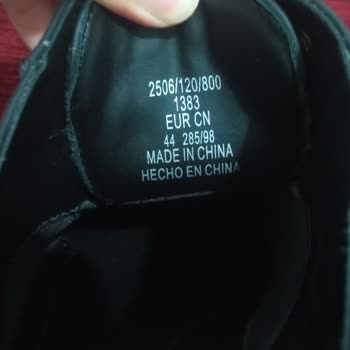 2506/120/800
1383
EUR CN
44 285/98
MADE IN CHINA
HECHO EN CHINA